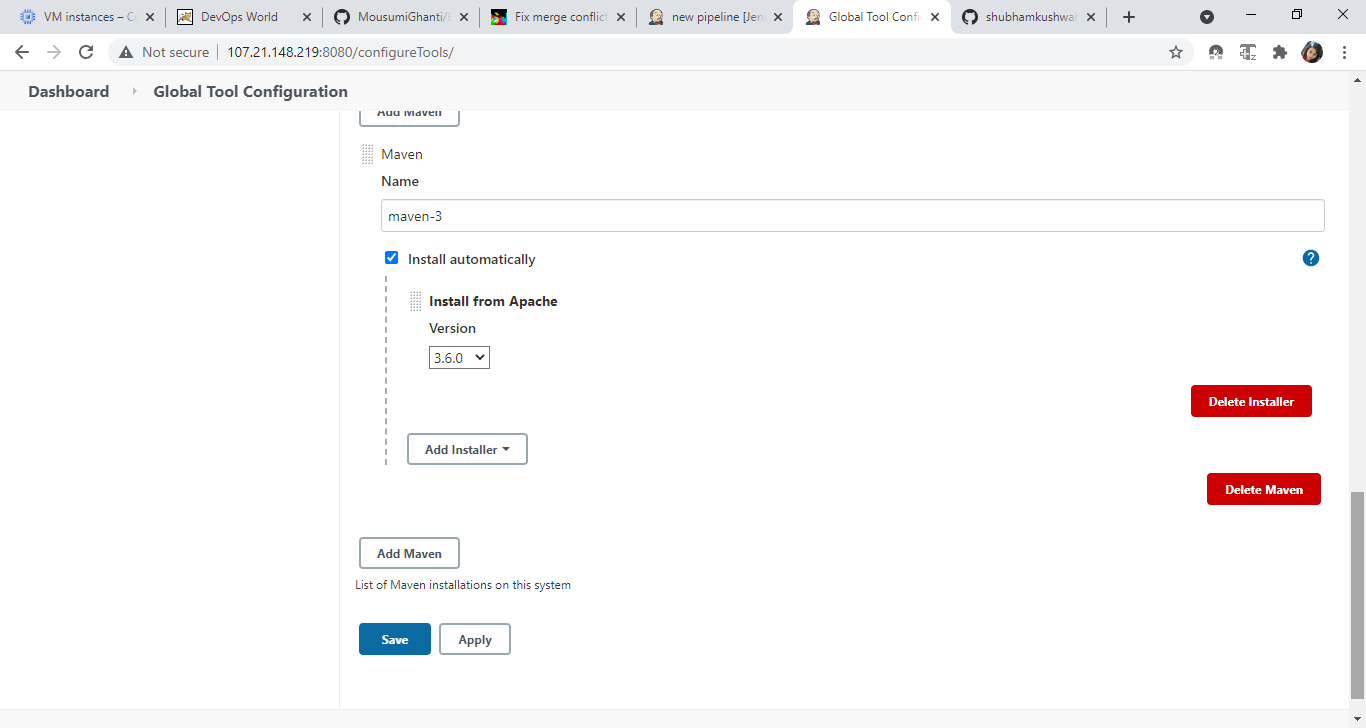 VM instances – C
DevOps World
MousumiGhanti/
Fix merge conflict
new pipeline [Jen
Global Tool Confi
shubhamkushwa
Not secure
107.21.148.219:8080/configureTools/
Dashboard
Global Tool Configuration
Add Maven
Maven
Name
maven-3
Install automatically
?
Install from Apache
Version
3.6.0
Delete Installer
Add Installer
Delete Maven
Add Maven
List of Maven installations on this system
Save
Apply